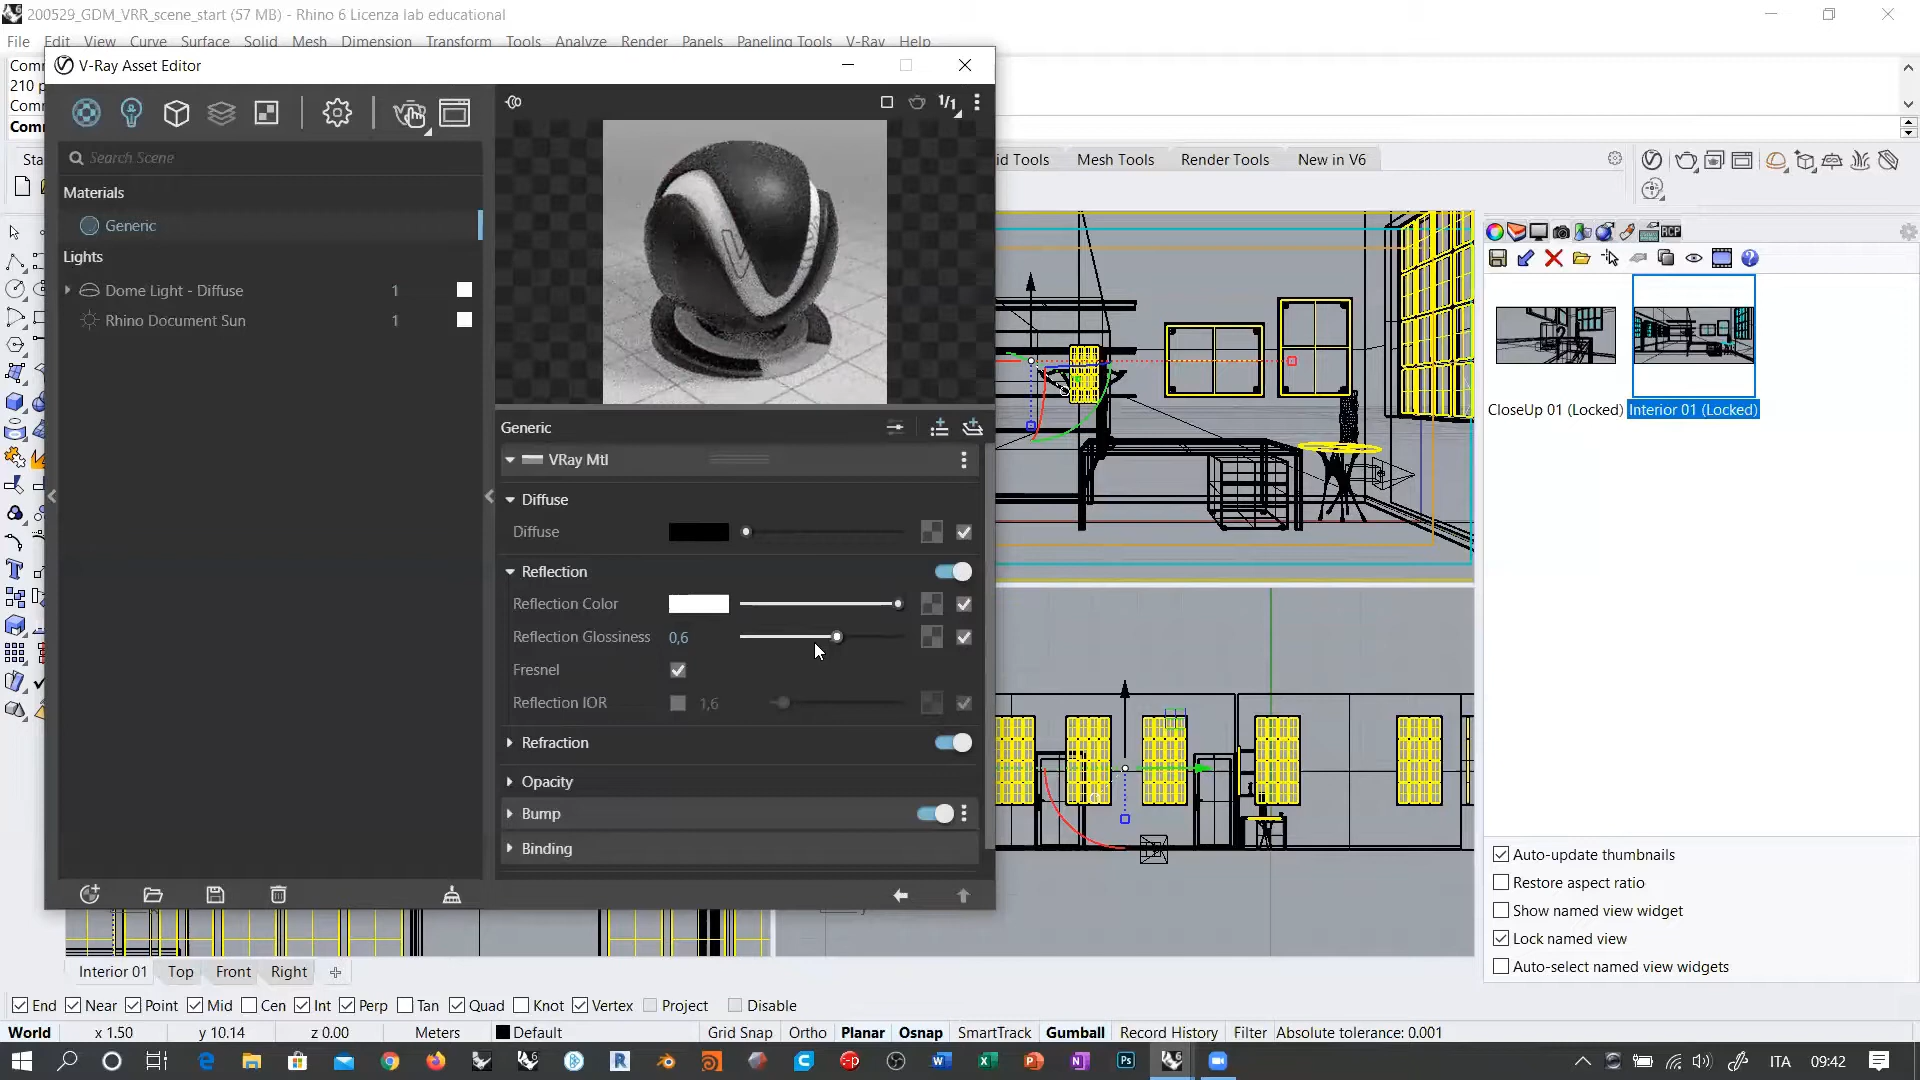 200529_GDM_VRR_scene_start (57 MB) - Rhino 6 Licenza lab educational
File Edit View Curve Surface Solid Mesh Dimension Transform Tools Analyze Render Panels Paneling Tools V-Ray Help
V-Ray Asset Editor
1/1
Search Scene
id Tools Mesh Tools Render Tools New in V6
Materials
Generic
Lights
RCP
Dome Light - Diffuse 1
Rhino Document Sun 1
CloseUp 01 (Locked) Interior 01 (Locked)
Generic
VRay Mtl
Diffuse
Diffuse
Reflection
Reflection Color
Reflection Glossiness 0,6
Fresnel
Reflection IOR 1,6
Refraction
Opacity
Bump
Binding
Auto-update thumbnails
Restore aspect ratio
Show named view widget
Lock named view
Auto-select named view widgets
Interior 01 Top Front Right
End Near Point Mid Cen Int Perp Tan Quad Knot Vertex Project Disable
World x 1.50 y 10.14 z 0.00 Meters Default Grid Snap Ortho Planar Osnap SmartTrack Gumball Record History Filter Absolute tolerance: 0.001
ITA 09:42